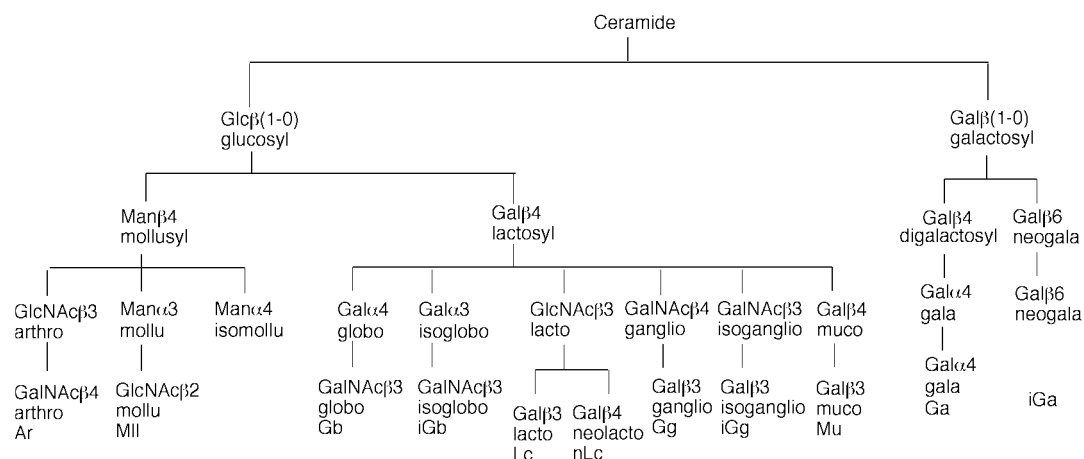 Ceramide
Glcβ(1-0)
glucosyl
Galβ(1-0)
galactosyl
Manβ4
mollusyl
Galβ4
lactosyl
Galβ4
digalactosyl
Galβ6
neogala
GlcNAcβ3
arthro
Manα3
mollu
Manα4
isomollu
Galα4
globo
Galα3
isoglobo
GlcNAcβ3
lacto
GalNAcβ4
ganglio
GalNAcβ3
isoganglio
Galβ4
muco
Galα4
gala
Galβ6
neogala
GalNAcβ4
arthro
Ar
GlcNAcβ2
mollu
Mll
GalNAcβ3
globo
Gb
GalNAcβ3
isoglobo
iGb
Galβ3
lacto
Lc
Galβ4
neolacto
nLc
Galβ3
ganglio
Gg
Galβ3
isoganglio
iGg
Galβ3
muco
Mu
Galα4
gala
Ga
iGa